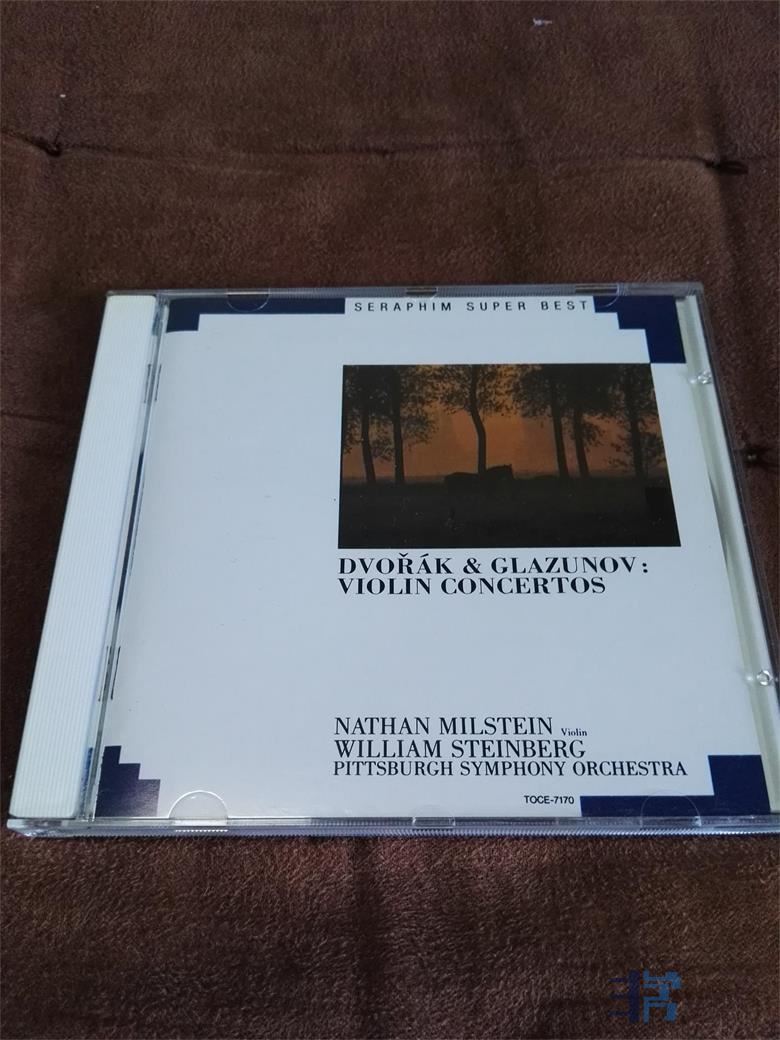 SERAPHIM SUPER BEST
DVOŘÁK & GLAZUNOV:
VIOLIN CONCERTOS
NATHAN MILSTEIN Violin
WILLIAM STEINBERG
PITTSBURGH SYMPHONY ORCHESTRA
TOCE-7170